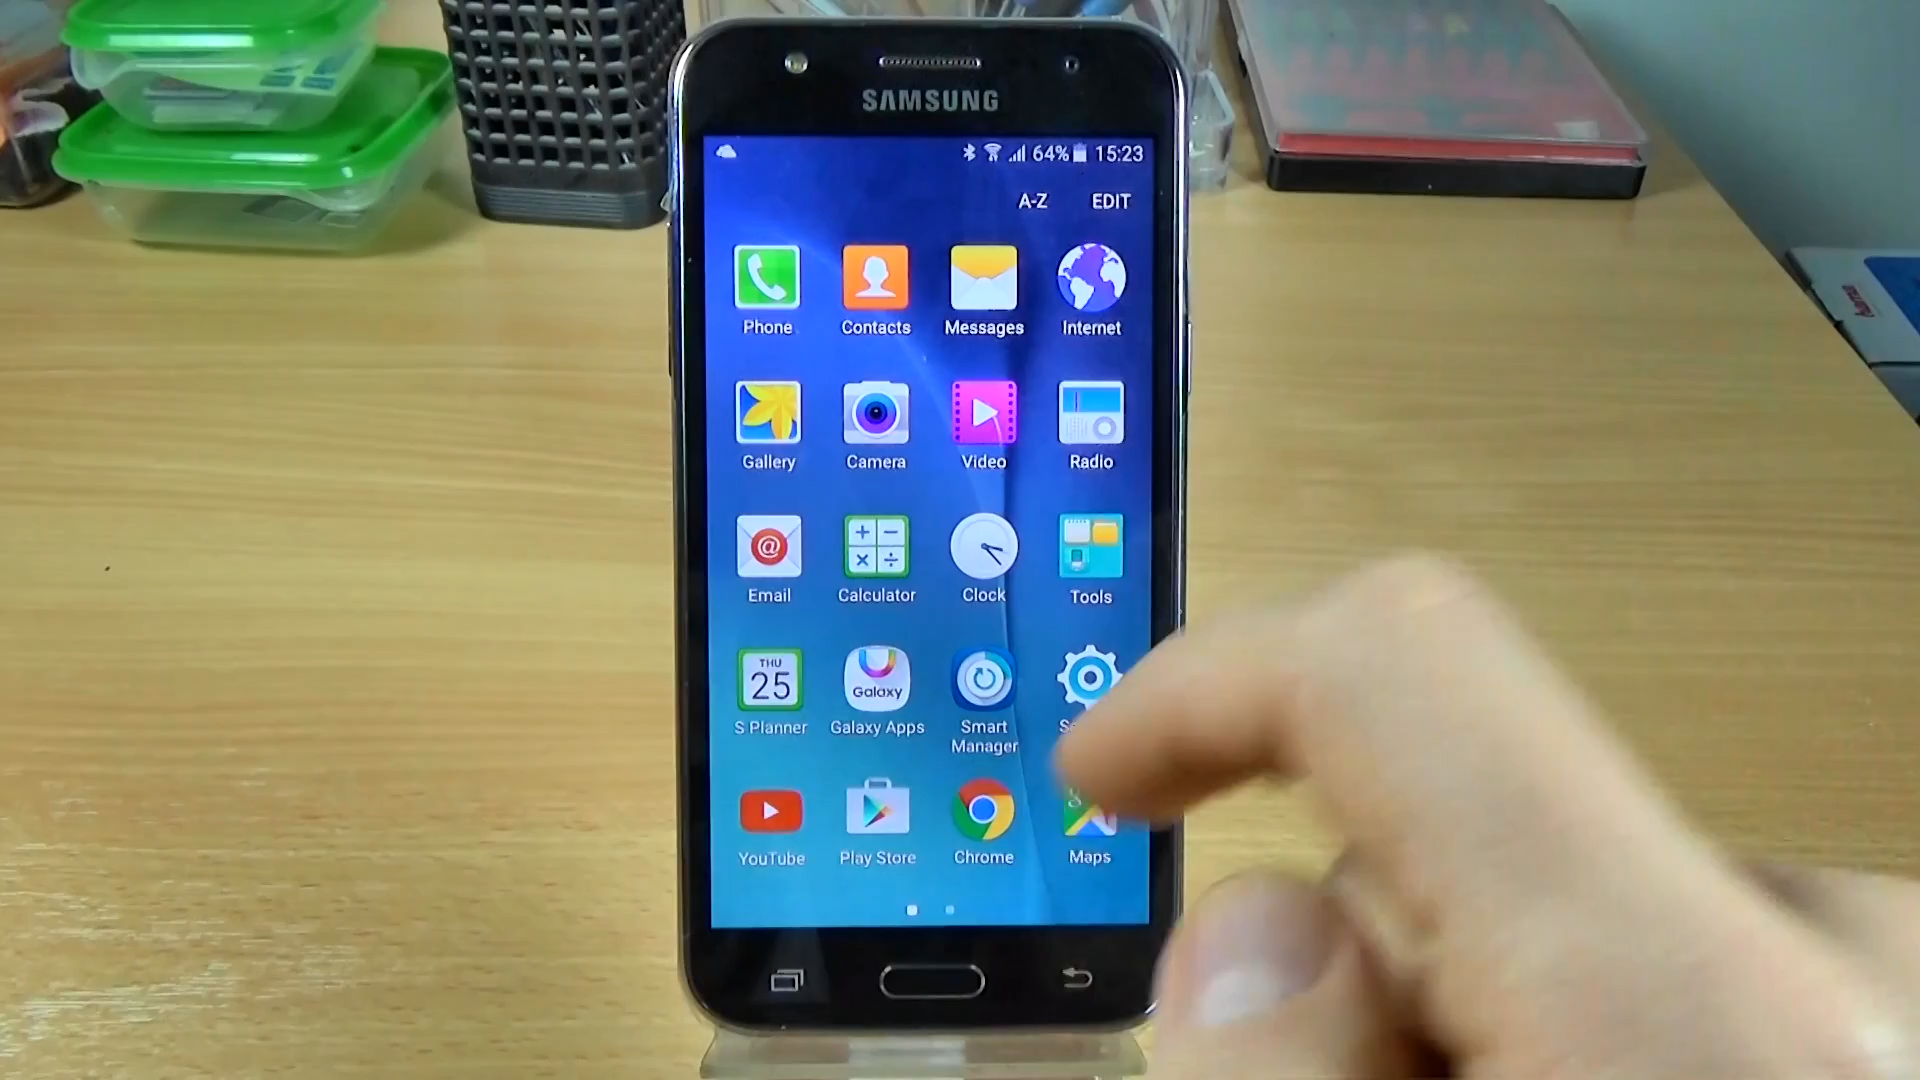 SAMSUNG
64% 15:23
A-Z EDIT
Phone Contacts Messages Internet
Gallery Camera Video Radio
Email Calculator Clock Tools
THU
25
Galaxy
S Planner Galaxy Apps Smart
Manager
YouTube Play Store Chrome Maps